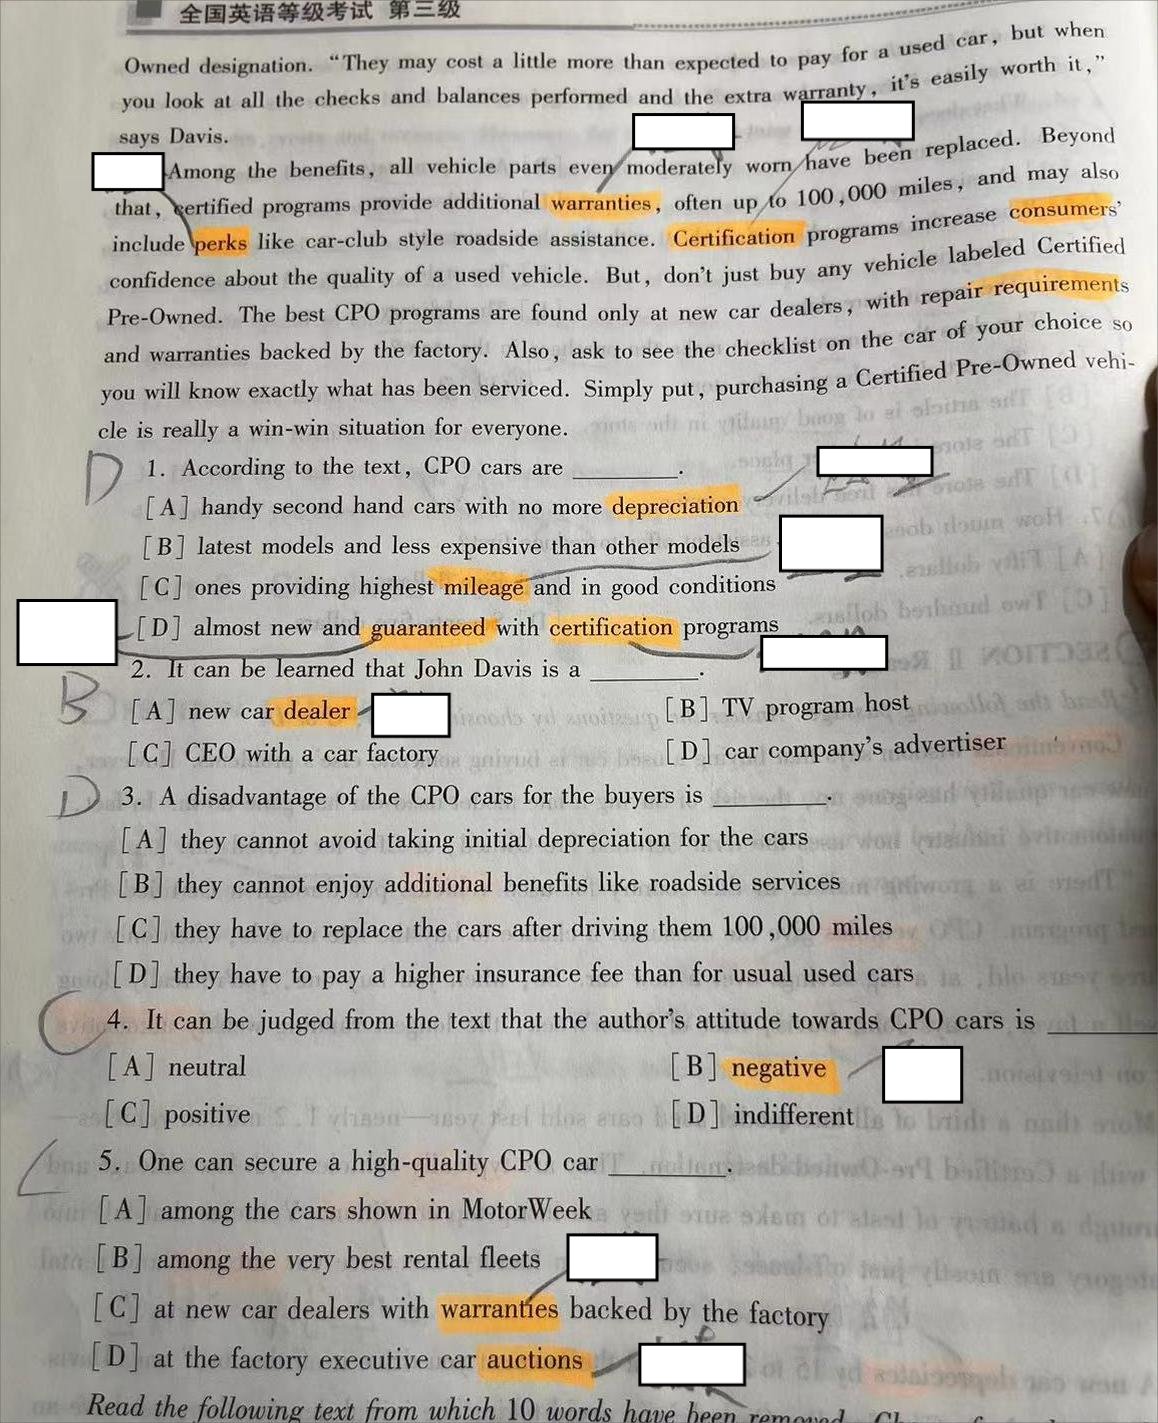 全国英语等级考试 第三级
Owned designation. “They may cost a little more than expected to pay for a used car, but when
you look at all the checks and balances performed and the extra warranty, it’s easily worth it,”
says Davis.
Among the benefits, all vehicle parts even moderately worn have been replaced. Beyond
that, certified programs provide additional warranties, often up to 100,000 miles, and may also
include perks like car-club style roadside assistance. Certification programs increase consumers’
confidence about the quality of a used vehicle. But, don’t just buy any vehicle labeled Certified
Pre-Owned. The best CPO programs are found only at new car dealers, with repair requirements
and warranties backed by the factory. Also, ask to see the checklist on the car of your choice so
you will know exactly what has been serviced. Simply put, purchasing a Certified Pre-Owned vehi-
cle is really a win-win situation for everyone.
D 1. According to the text, CPO cars are ________.
[A] handy second hand cars with no more depreciation
[B] latest models and less expensive than other models
[C] ones providing highest mileage and in good conditions
[D] almost new and guaranteed with certification programs
2. It can be learned that John Davis is a ________.
B [A] new car dealer [B] TV program host
[C] CEO with a car factory [D] car company’s advertiser
D 3. A disadvantage of the CPO cars for the buyers is ________.
[A] they cannot avoid taking initial depreciation for the cars
[B] they cannot enjoy additional benefits like roadside services
[C] they have to replace the cars after driving them 100,000 miles
[D] they have to pay a higher insurance fee than for usual used cars
C 4. It can be judged from the text that the author’s attitude towards CPO cars is ________
[A] neutral [B] negative
[C] positive [D] indifferent
C 5. One can secure a high-quality CPO car ________.
[A] among the cars shown in MotorWeek
[B] among the very best rental fleets
[C] at new car dealers with warranties backed by the factory
[D] at the factory executive car auctions
Read the following text from which 10 words have been removed.